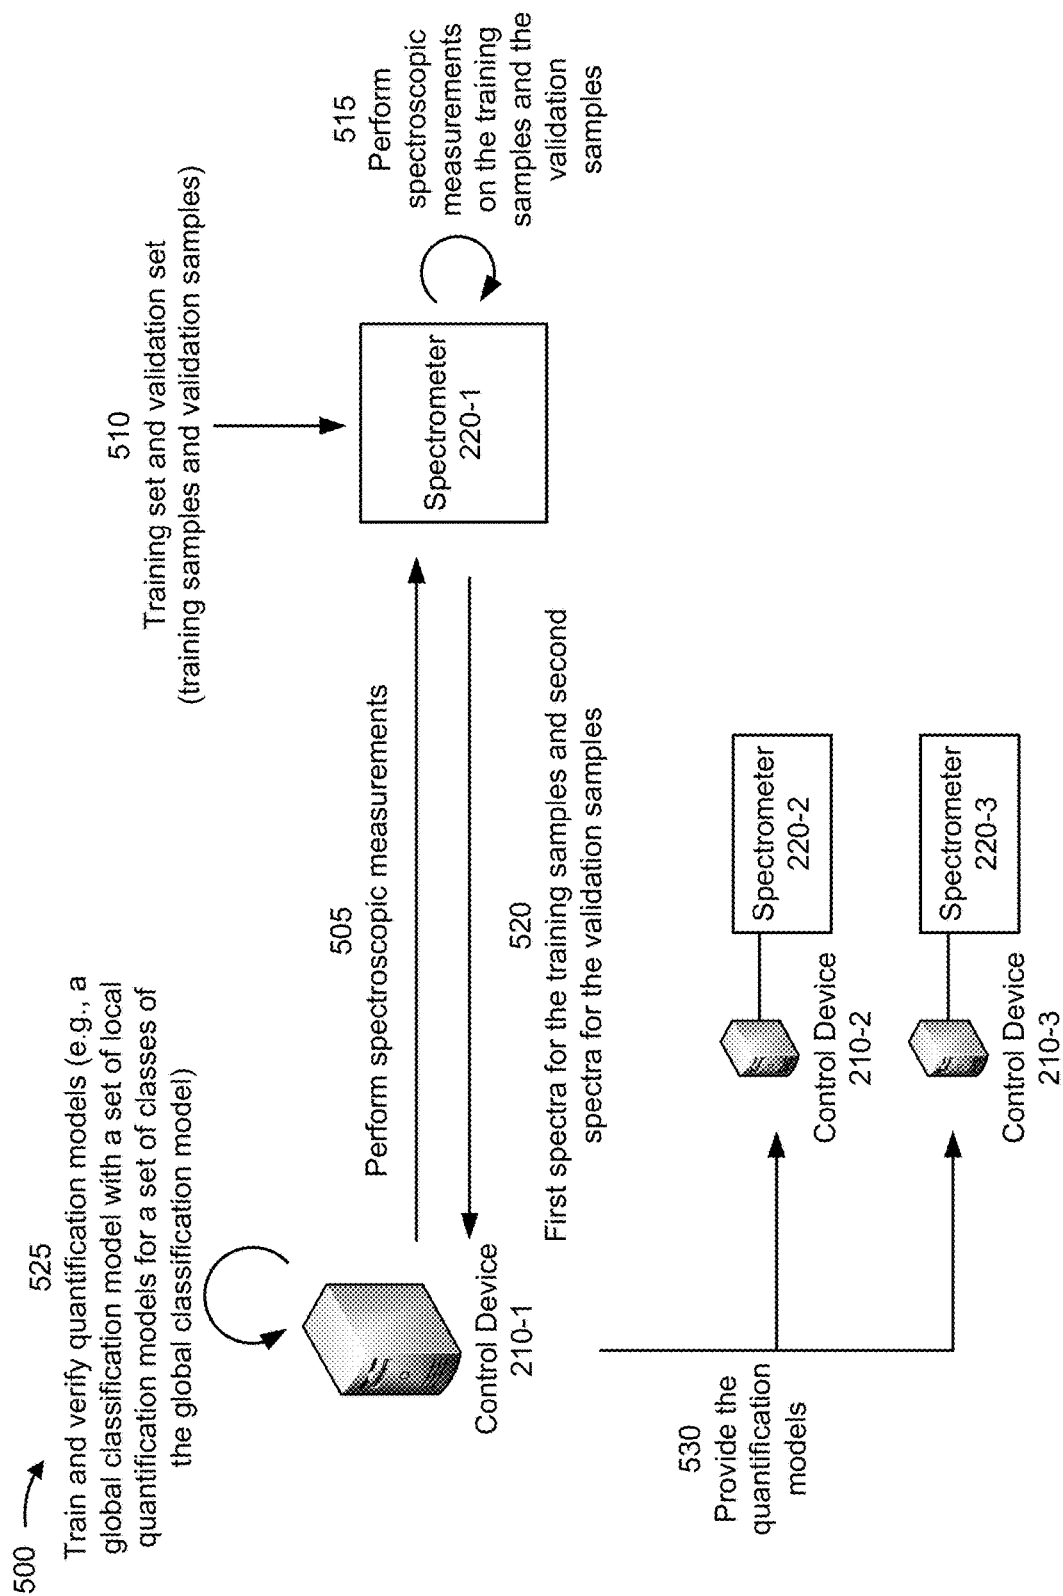 500
525
Train and verify quantification models (e.g., a
global classification model with a set of local
quantification models for a set of classes of
the global classification model)
Control Device
210-1
505
Perform spectroscopic measurements
510
Training set and validation set
(training samples and validation samples)
Spectrometer
220-1
515
Perform
spectroscopic
measurements
on the training
samples and the
validation
samples
520
First spectra for the training samples and second
spectra for the validation samples
530
Provide the
quantification
models
Control Device
210-2
Spectrometer
220-2
Control Device
210-3
Spectrometer
220-3